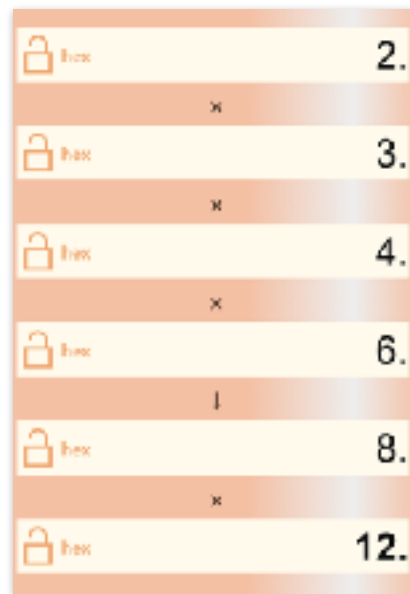 hex 2.
×
hex 3.
×
hex 4.
×
hex 6.
↓
hex 8.
×
hex 12.